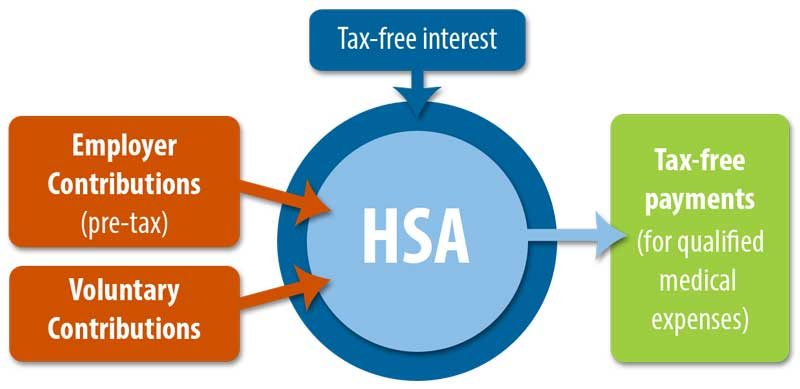 Tax-free interest
Employer
Contributions
(pre-tax)
Voluntary
Contributions
HSA
Tax-free
payments
(for qualified
medical
expenses)